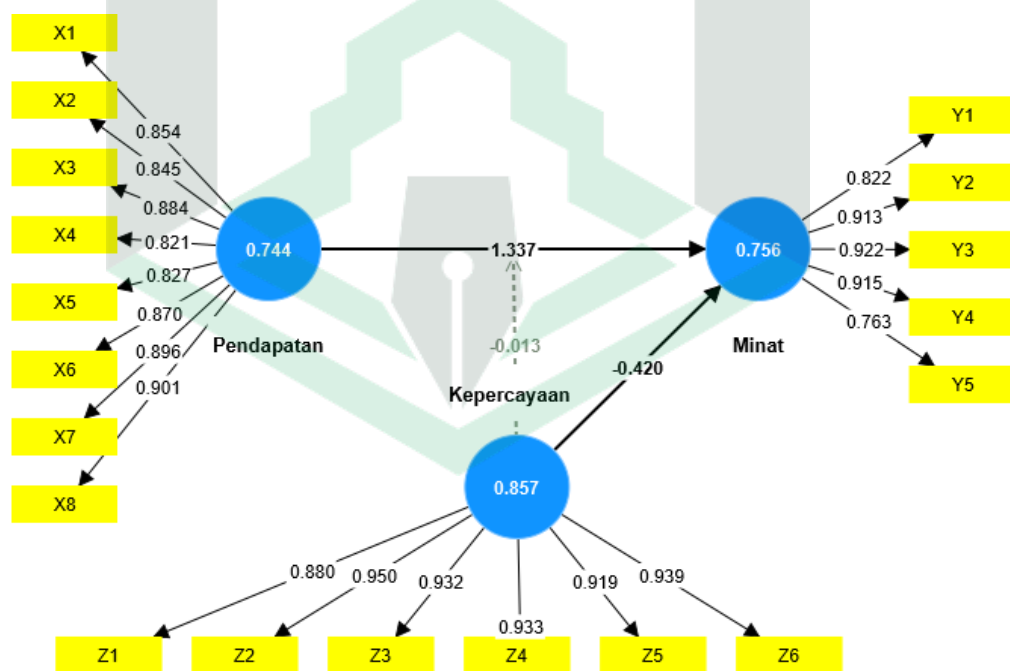 X1
X2
X3
X4
X5
X6
X7
X8
0.854
0.845
0.884
0.821
0.827
0.870
0.896
0.901
0.744
Pendapatan
1.337
-0.013
-0.420
Kepercayaan
0.857
0.756
Minat
0.822
0.913
0.922
0.915
0.763
Y1
Y2
Y3
Y4
Y5
0.880
0.950
0.932
0.933
0.919
0.939
Z1
Z2
Z3
Z4
Z5
Z6